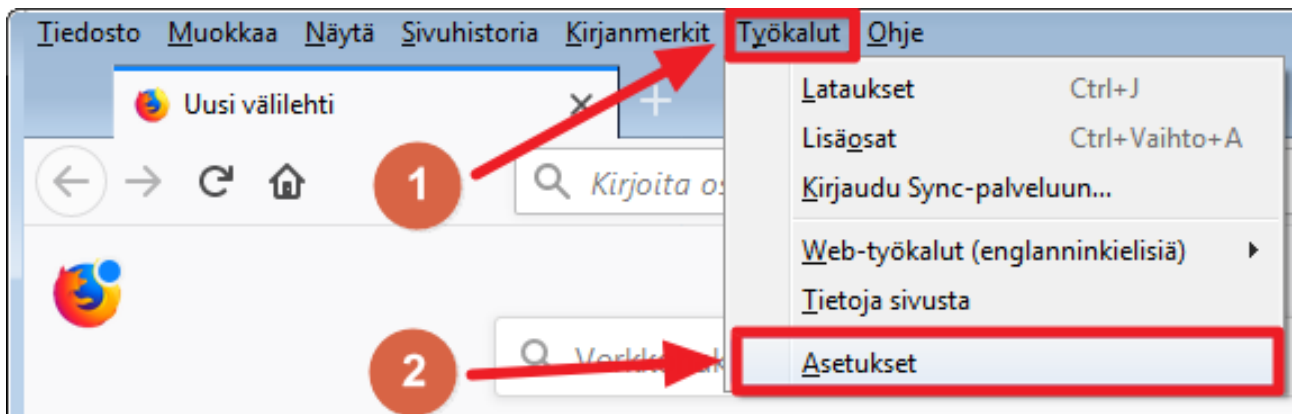 Tiedosto Muokkaa Näytä Sivuhistoria Kirjanmerkit Työkalut Ohje
Uusi välilehti
Lataukset Ctrl+J
Lisäosat Ctrl+Vaihto+A
1 Kirjoita
Kirjaudu Sync-palveluun...
Web-työkalut (englanninkielisiä)
Tietoja sivusta
2
Asetukset